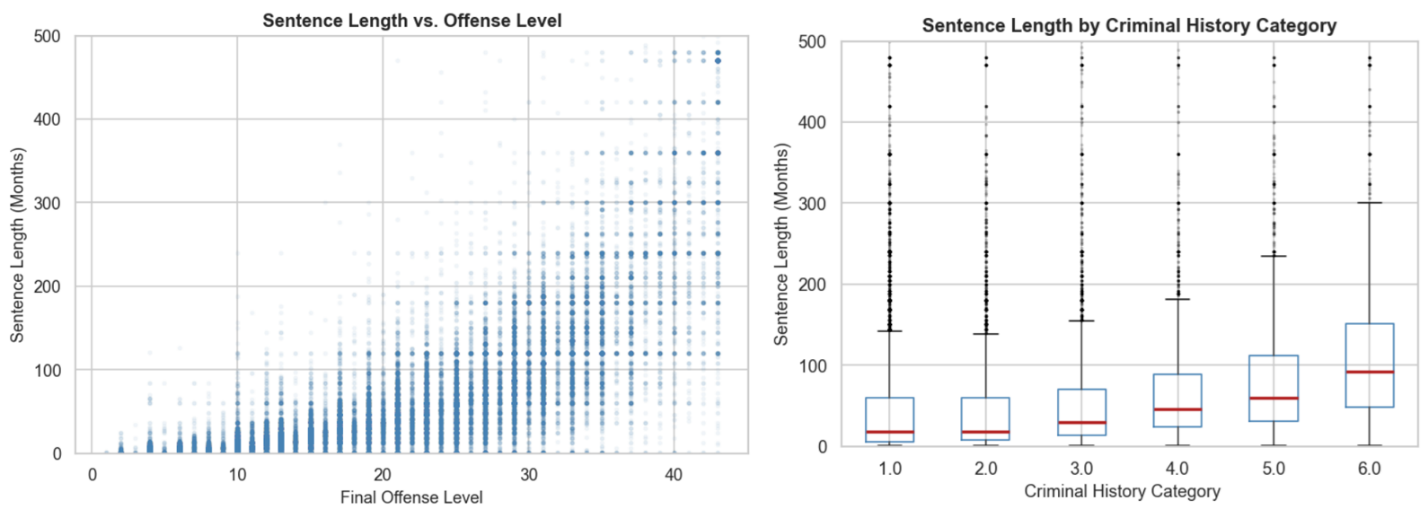 Sentence Length vs. Offense Level
Sentence Length (Months)
500
400
300
200
100
0
0 10 20 30 40
Final Offense Level
Sentence Length by Criminal History Category
Sentence Length (Months)
500
400
300
200
100
0
1.0 2.0 3.0 4.0 5.0 6.0
Criminal History Category